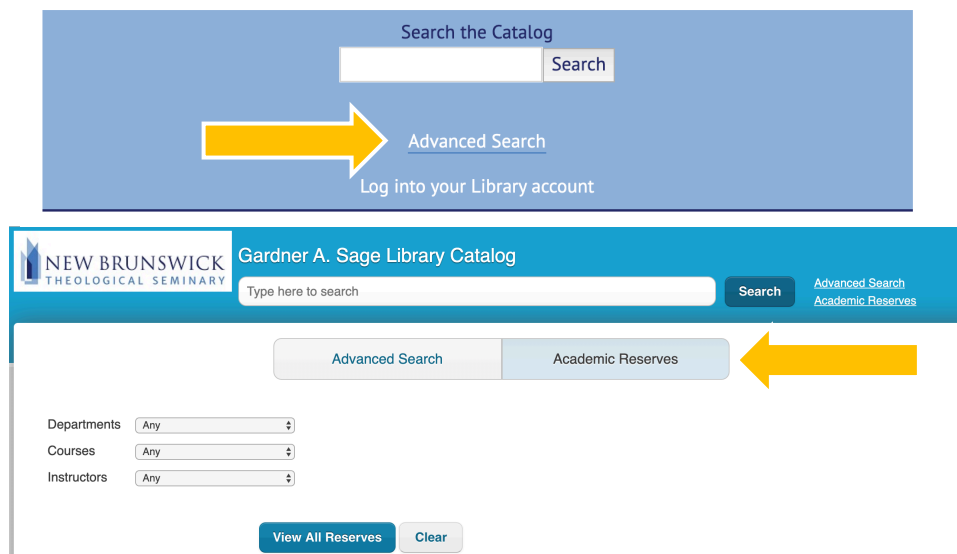 Search the Catalog
Search
Advanced Search
Log into your Library account
NEW BRUNSWICK
THEOLOGICAL SEMINARY
Gardner A. Sage Library Catalog
Type here to search
Search
Advanced Search
Academic Reserves
Advanced Search
Academic Reserves
Departments Any
Courses Any
Instructors Any
View All Reserves Clear